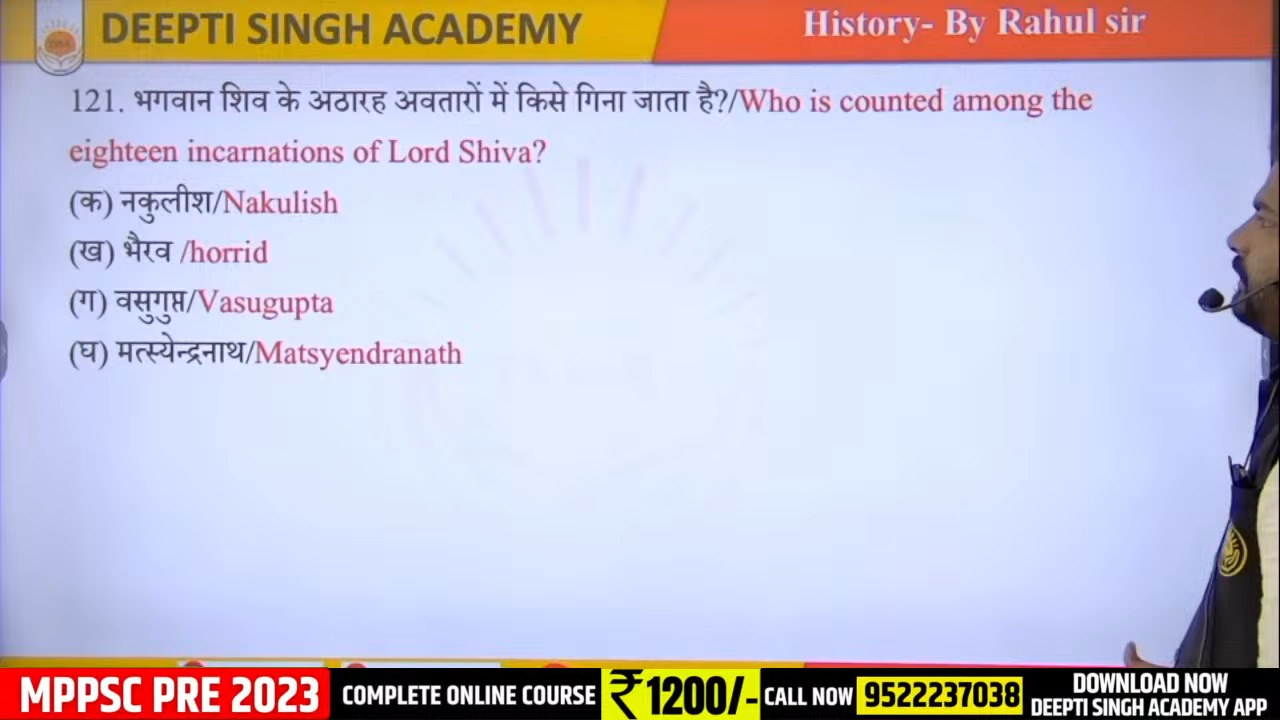 DEEPTI SINGH ACADEMY
History- By Rahul sir
121. भगवान शिव के अठारह अवतारों में किसे गिना जाता है?/Who is counted among the
eighteen incarnations of Lord Shiva?
(क) नकुलीश/Nakulish
(ख) भैरव /horrid
(ग) वसुगुप्त/Vasugupta
(घ) मत्स्येन्द्रनाथ/Matsyendranath
MPPSC PRE 2023 COMPLETE ONLINE COURSE ₹1200/- CALL NOW 9522237038 DOWNLOAD NOW
DEEPTI SINGH ACADEMY APP